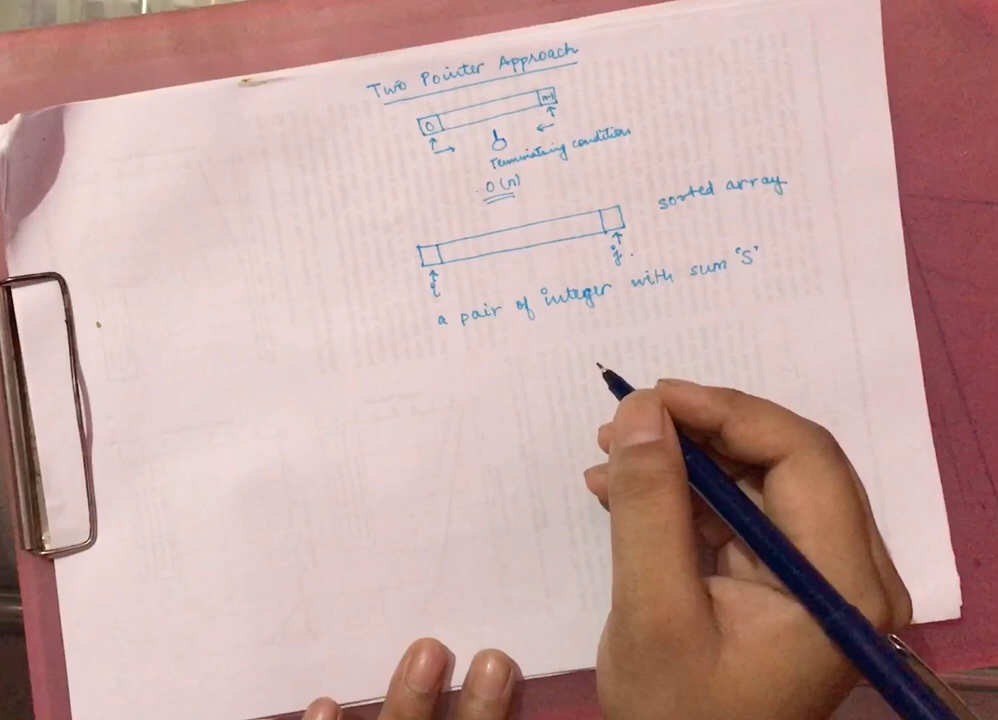 Two Pointer Approach
0 n-1
Terminating condition
O(n)
sorted array
i j.
a pair of integer with sum 'S'